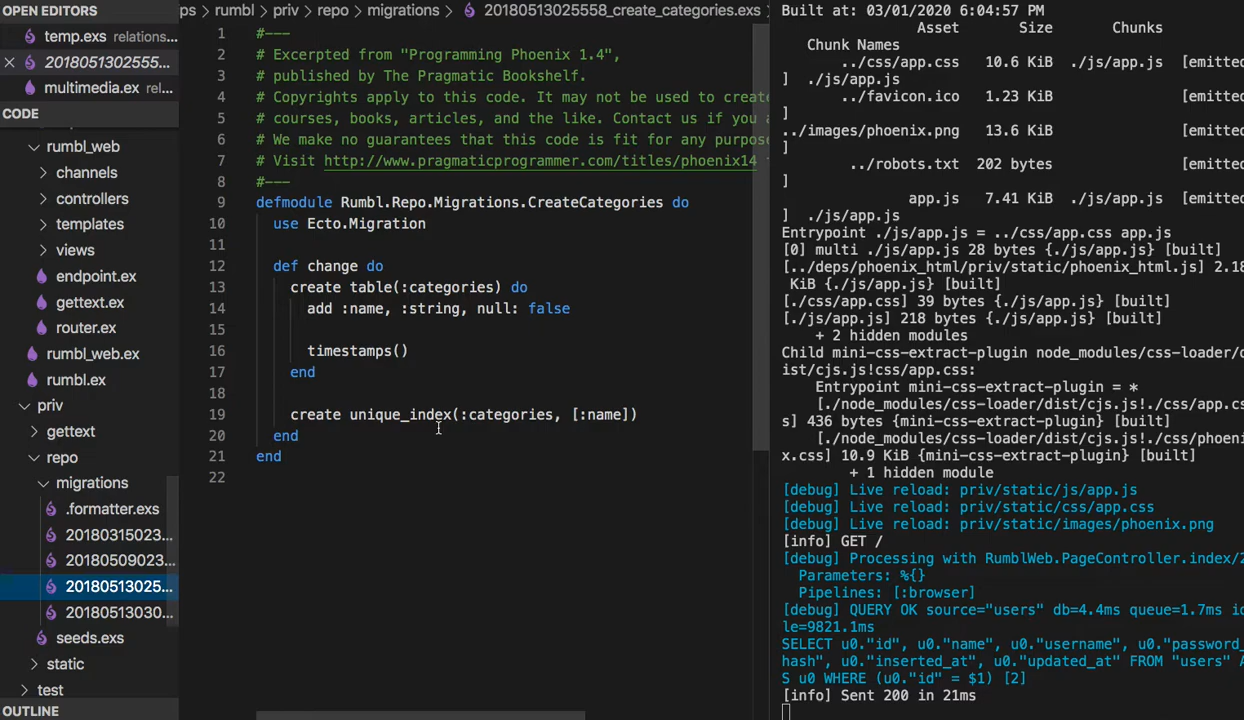 OPEN EDITORS
temp.exs relations...
2018051302555...
multimedia.ex rel...
CODE
rumbl_web
channels
controllers
templates
views
endpoint.ex
gettext.ex
router.ex
rumbl_web.ex
rumbl.ex
priv
gettext
repo
migrations
.formatter.exs
20180315023...
20180509023...
20180513025...
20180513030...
seeds.exs
static
test
OUTLINE
ps › rumbl › priv › repo › migrations › 20180513025558_create_categories.exs
1 #---
2 # Excerpted from "Programming Phoenix 1.4",
3 # published by The Pragmatic Bookshelf.
4 # Copyrights apply to this code. It may not be used to create
5 # courses, books, articles, and the like. Contact us if you a
6 # We make no guarantees that this code is fit for any purpose
7 # Visit http://www.pragmaticprogrammer.com/titles/phoenix14
8 #---
9 defmodule Rumbl.Repo.Migrations.CreateCategories do
10 use Ecto.Migration
11
12 def change do
13 create table(:categories) do
14 add :name, :string, null: false
15
16 timestamps()
17 end
18
19 create unique_index(:categories, [:name])
20 end
21 end
22
Built at: 03/01/2020 6:04:57 PM
Asset Size Chunks
Chunk Names
../css/app.css 10.6 KiB ./js/app.js [emitted
] ./js/app.js
../favicon.ico 1.23 KiB [emitted
../images/phoenix.png 13.6 KiB [emitted
]
../robots.txt 202 bytes [emitted
]
app.js 7.41 KiB ./js/app.js [emitted
] ./js/app.js
Entrypoint ./js/app.js = ../css/app.css app.js
[0] multi ./js/app.js 28 bytes {./js/app.js} [built]
[../deps/phoenix_html/priv/static/phoenix_html.js] 2.18
KiB {./js/app.js} [built]
[./css/app.css] 39 bytes {./js/app.js} [built]
[./js/app.js] 218 bytes {./js/app.js} [built]
+ 2 hidden modules
Child mini-css-extract-plugin node_modules/css-loader/d
ist/cjs.js!css/app.css:
Entrypoint mini-css-extract-plugin = *
[./node_modules/css-loader/dist/cjs.js!./css/app.cs
s] 436 bytes {mini-css-extract-plugin} [built]
[./node_modules/css-loader/dist/cjs.js!./css/phoeni
x.css] 10.9 KiB {mini-css-extract-plugin} [built]
+ 1 hidden module
[debug] Live reload: priv/static/js/app.js
[debug] Live reload: priv/static/css/app.css
[debug] Live reload: priv/static/images/phoenix.png
[info] GET /
[debug] Processing with RumblWeb.PageController.index/2
Parameters: %{}
Pipelines: [:browser]
[debug] QUERY OK source="users" db=4.4ms queue=1.7ms id
le=9821.1ms
SELECT u0."id", u0."name", u0."username", u0."password_
hash", u0."inserted_at", u0."updated_at" FROM "users" A
S u0 WHERE (u0."id" = $1) [2]
[info] Sent 200 in 21ms